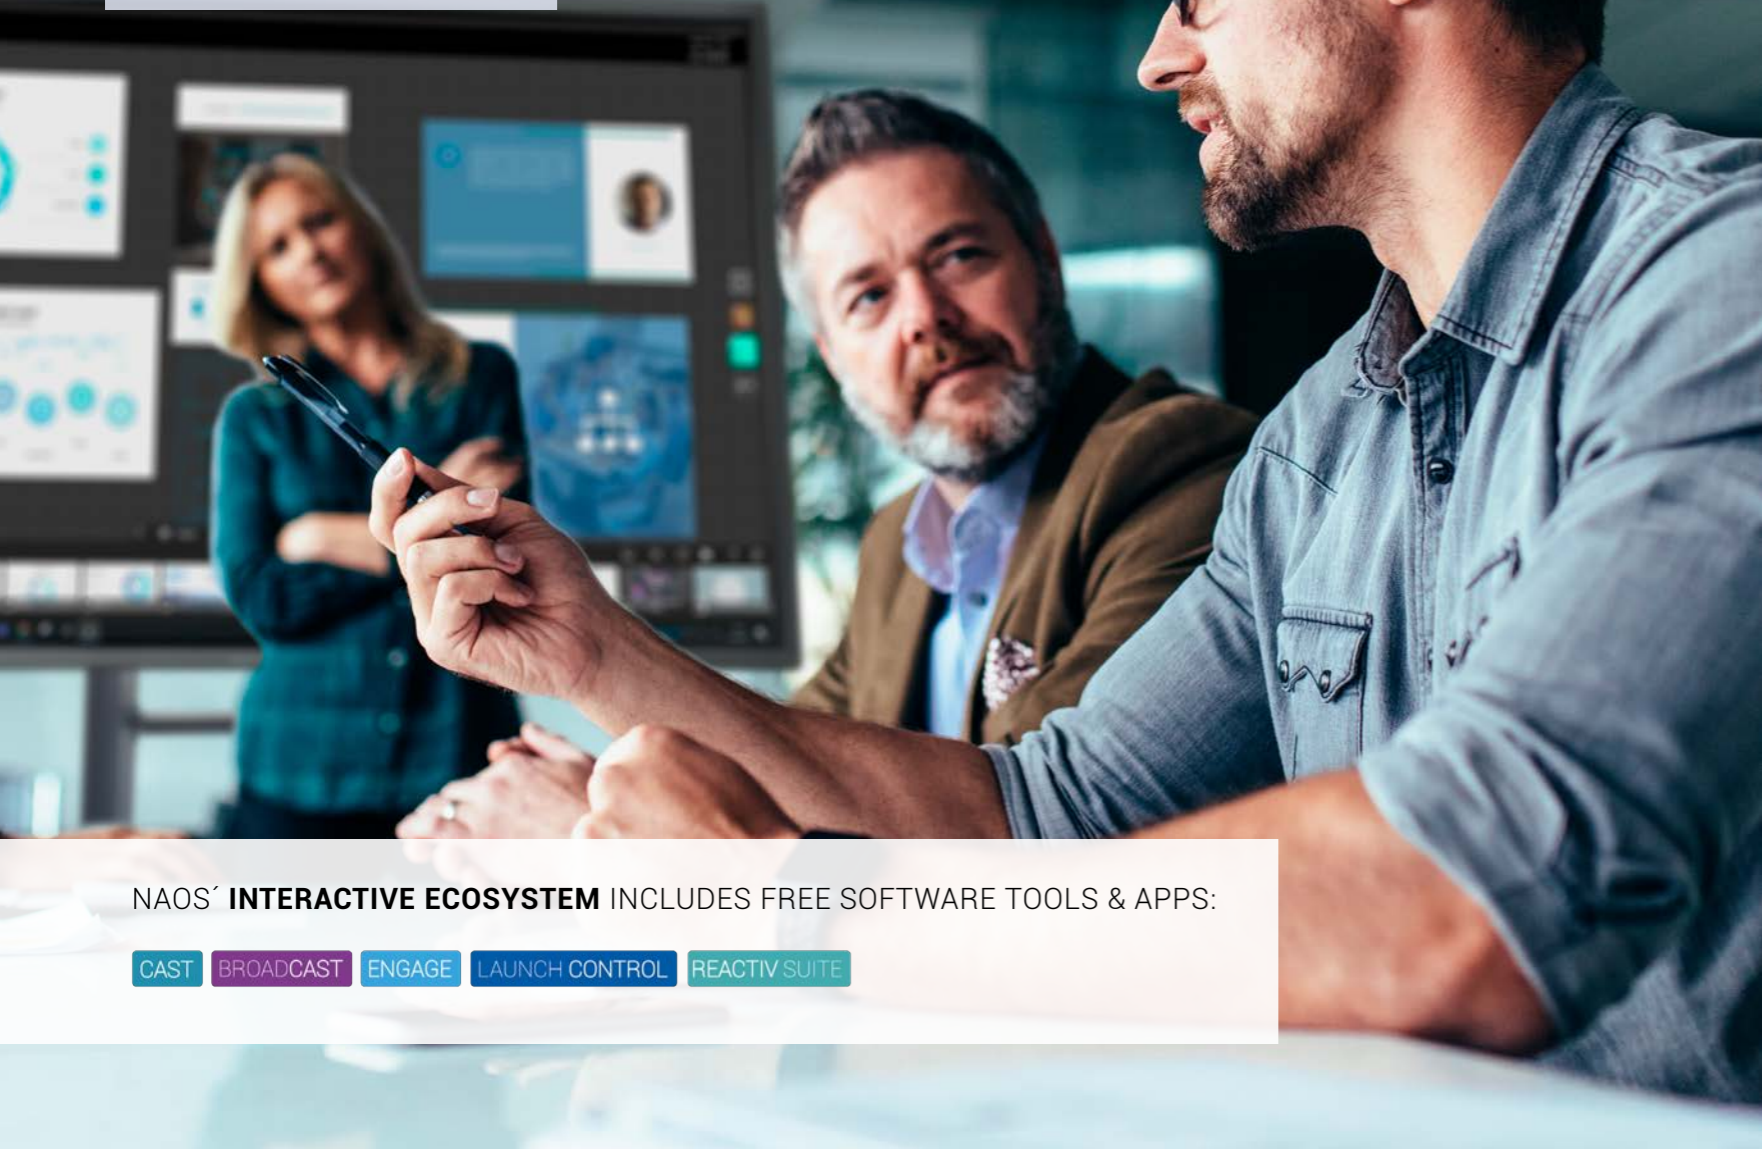 NAOS´ INTERACTIVE ECOSYSTEM INCLUDES FREE SOFTWARE TOOLS & APPS:
CAST BROADCAST ENGAGE LAUNCH CONTROL REACTIV SUITE